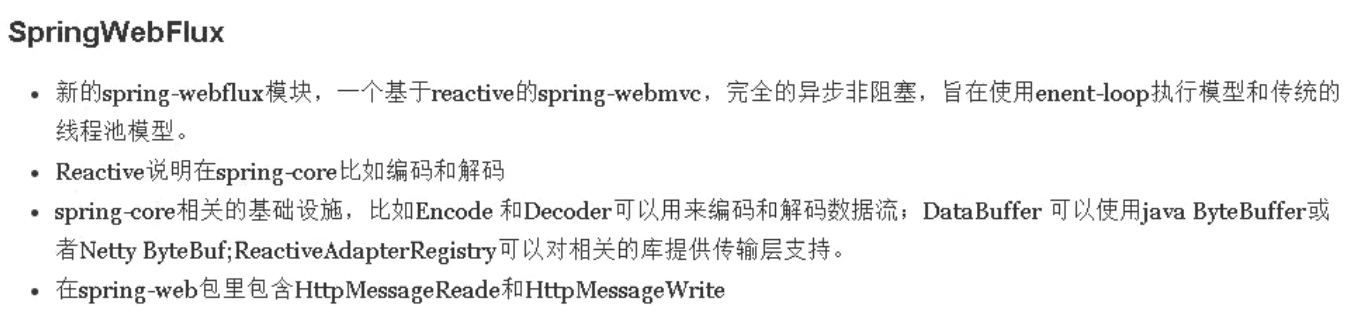 SpringWebFlux
• 新的spring-webflux模块，一个基于reactive的spring-webmvc，完全的异步非阻塞，旨在使用enent-loop执行模型和传统的
线程池模型。
• Reactive说明在spring-core比如编码和解码
• spring-core相关的基础设施，比如Encode 和Decoder可以用来编码和解码数据流；DataBuffer 可以使用java ByteBuffer或
者Netty ByteBuf;ReactiveAdapterRegistry可以对相关的库提供传输层支持。
• 在spring-web包里包含HttpMessageReade和HttpMessageWrite